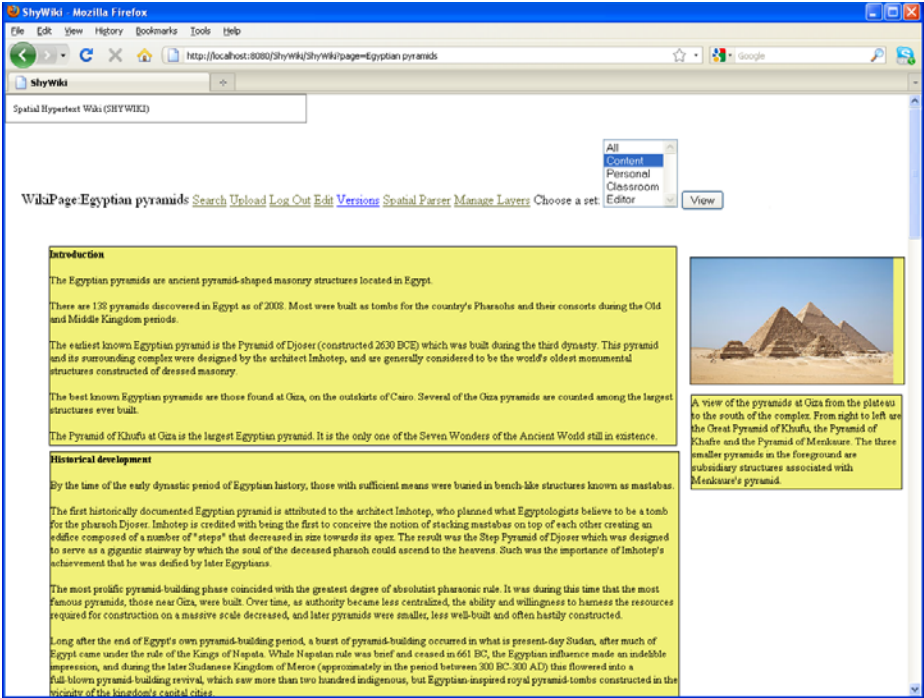 ShyWiki - Mozilla Firefox
File Edit View History Bookmarks Tools Help
http://localhost:8080/ShyWiki/ShyWiki?page=Egyptian pyramids
Google
ShyWiki
Spatial Hypertext Wiki (SHYWIKI)
All
Content
Personal
Classroom
Editor
WikiPage:Egyptian pyramids Search Upload Log Out Edit Versions Spatial Parser Manage Layers Choose a set: View
Introduction
The Egyptian pyramids are ancient pyramid-shaped masonry structures located in Egypt.
There are 138 pyramids discovered in Egypt as of 2008. Most were built as tombs for the country's Pharaohs and their consorts during the Old
and Middle Kingdom periods.
The earliest known Egyptian pyramid is the Pyramid of Djoser (constructed 2630 BCE) which was built during the third dynasty. This pyramid
and its surrounding complex were designed by the architect Imhotep, and are generally considered to be the world's oldest monumental
structures constructed of dressed masonry.
The best known Egyptian pyramids are those found at Giza, on the outskirts of Cairo. Several of the Giza pyramids are counted among the largest
structures ever built.
The Pyramid of Khufu at Giza is the largest Egyptian pyramid. It is the only one of the Seven Wonders of the Ancient World still in existence.
A view of the pyramids at Giza from the plateau
to the south of the complex. From right to left are
the Great Pyramid of Khufu, the Pyramid of
Khafre and the Pyramid of Menkaure. The three
smaller pyramids in the foreground are
subsidiary structures associated with
Menkaure's pyramid.
Historical development
By the time of the early dynastic period of Egyptian history, those with sufficient means were buried in bench-like structures known as mastabas.
The first historically documented Egyptian pyramid is attributed to the architect Imhotep, who planned what Egyptologists believe to be a tomb
for the pharaoh Djoser. Imhotep is credited with being the first to conceive the notion of stacking mastabas on top of each other creating an
edifice composed of a number of "steps" that decreased in size towards its apex. The result was the Step Pyramid of Djoser which was designed
to serve as a gigantic stairway by which the soul of the deceased pharaoh could ascend to the heavens. Such was the importance of Imhotep's
achievement that he was deified by later Egyptians.
The most prolific pyramid-building phase coincided with the greatest degree of absolutist pharaonic rule. It was during this time that the most
famous pyramids, those near Giza, were built. Over time, as authority became less centralized, the ability and willingness to harness the resources
required for construction on a massive scale decreased, and later pyramids were smaller, less well-built and often hastily constructed.
Long after the end of Egypt's own pyramid-building period, a burst of pyramid-building occurred in what is present-day Sudan, after much of
Egypt came under the rule of the Kings of Napata. While Napatan rule was brief and ceased in 661 BC, the Egyptian influence made an indelible
impression, and during the later Sudanese Kingdom of Meroe (approximately in the period between 300 BC-300 AD) this flowered into a
full-blown pyramid-building revival, which saw more than two hundred indigenous, but Egyptian-inspired royal pyramid-tombs constructed in the
vicinity of the kingdom's capital cities.